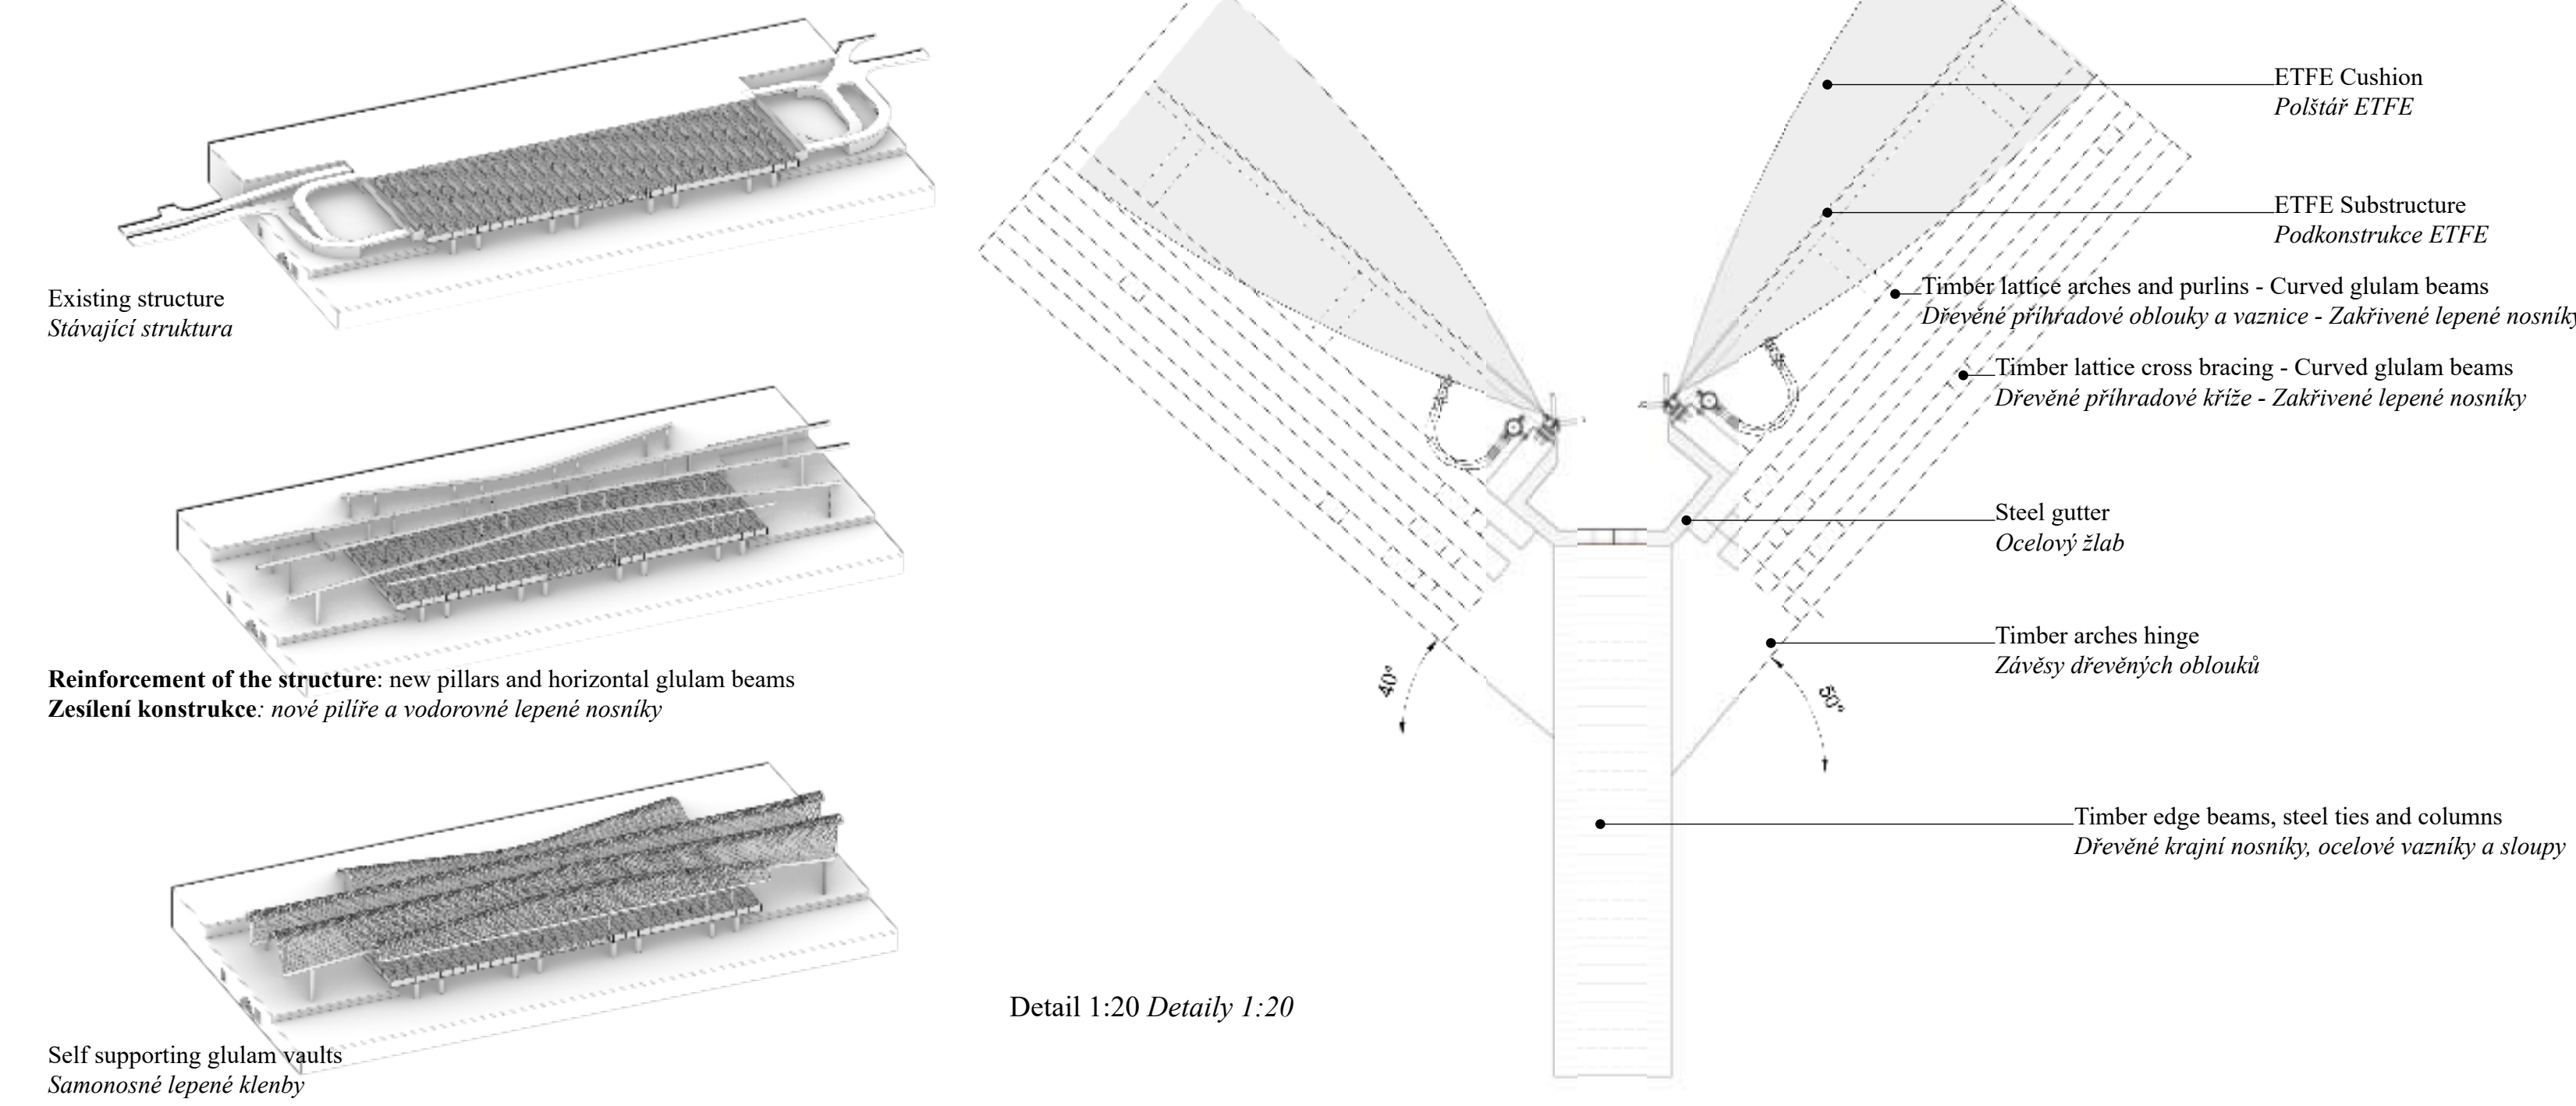 Existing structure
Stávající struktura
Reinforcement of the structure: new pillars and horizontal glulam beams
Zesílení konstrukce: nové pilíře a vodorovné lepené nosníky
Self supporting glulam vaults
Samonosné lepené klenby
ETFE Cushion
Polštář ETFE
ETFE Substructure
Podkonstrukce ETFE
Timber lattice arches and purlins - Curved glulam beams
Dřevěné příhradové oblouky a vaznice - Zakřivené lepené nosníky
Timber lattice cross bracing - Curved glulam beams
Dřevěné příhradové kříže - Zakřivené lepené nosníky
Steel gutter
Ocelový žlab
Timber arches hinge
Závěsy dřevěných oblouků
40°
50°
Timber edge beams, steel ties and columns
Dřevěné krajní nosníky, ocelové vazníky a sloupy
Detail 1:20 Detaily 1:20